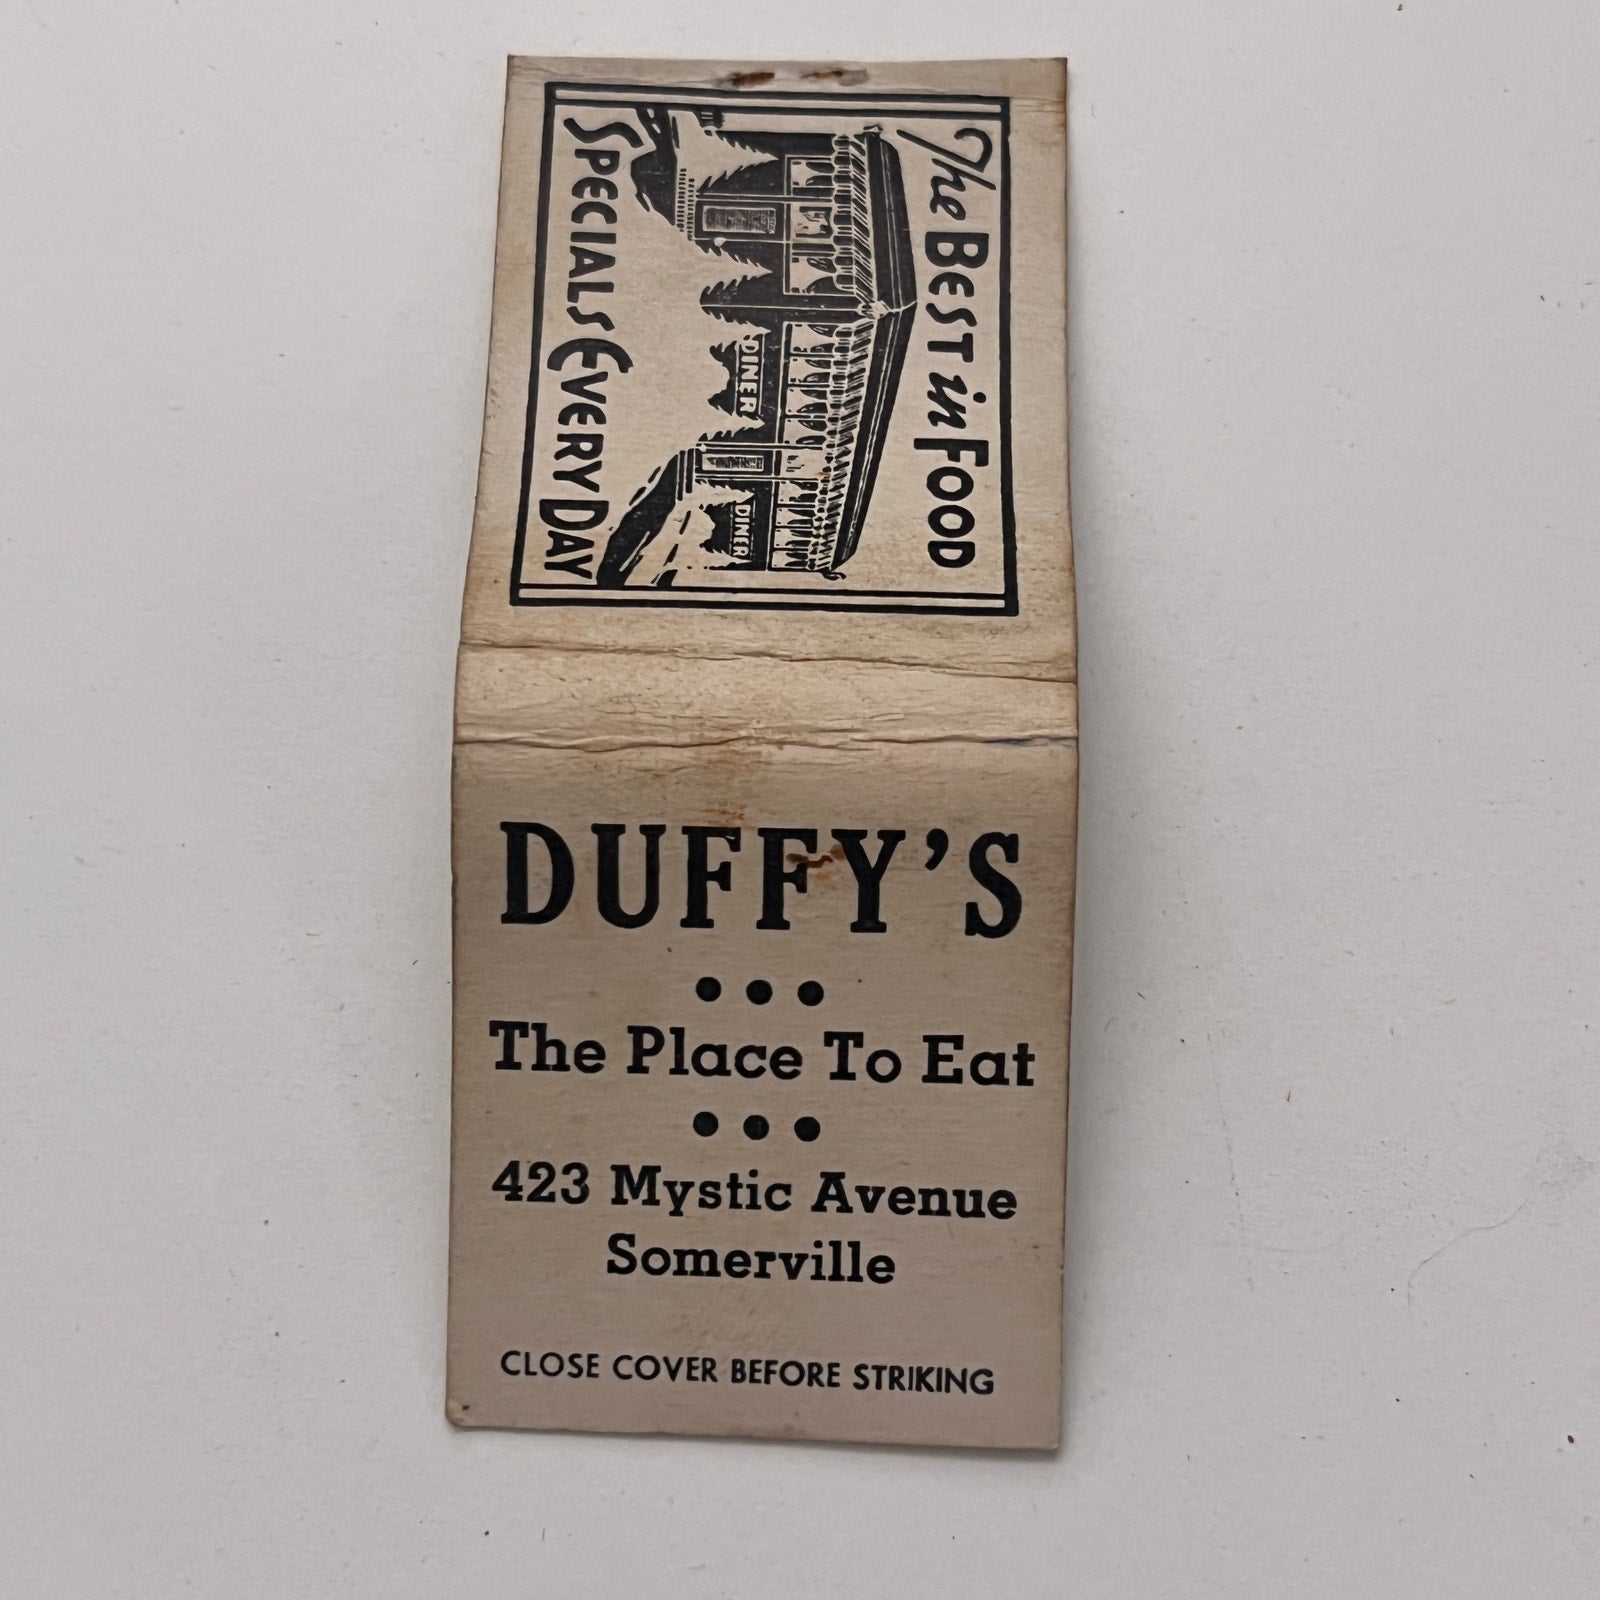 The Best in Food
DINER
DINER
Specials Every Day
DUFFY'S
The Place To Eat
423 Mystic Avenue
Somerville
CLOSE COVER BEFORE STRIKING